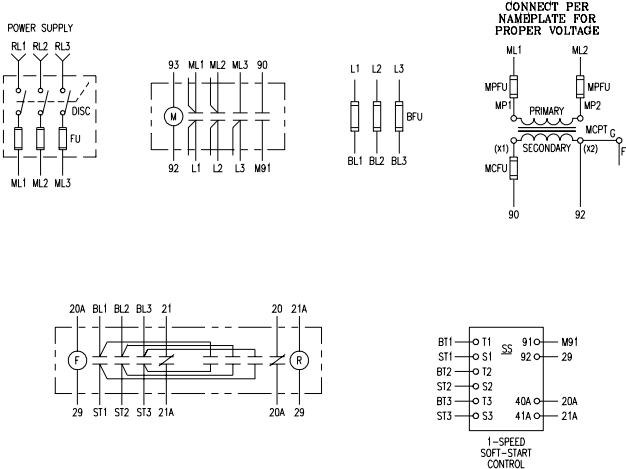 CONNECT PER
NAMEPLATE FOR
PROPER VOLTAGE
POWER SUPPLY
RL1 RL2 RL3
DISC
FU
ML1 ML2 ML3
93 ML1 ML2 ML3 90
M
92 L1 L2 L3 M91
L1 L2 L3
BFU
BL1 BL2 BL3
ML1 ML2
MPFU MPFU
MP1 MP2
PRIMARY
MCPT
G
(X1) SEGONDARY (X2)
F
MCFU
90 92
20A BL1 BL2 BL3 21 20 21A
F R
29 ST1 ST2 ST3 21A 20A 29
BT1 T1 SS 91 M91
ST1 S1 92 29
BT2 T2
ST2 S2
BT3 T3 40A 20A
ST3 S3 41A 21A
1-SPEED
SOFT-START
CONTROL